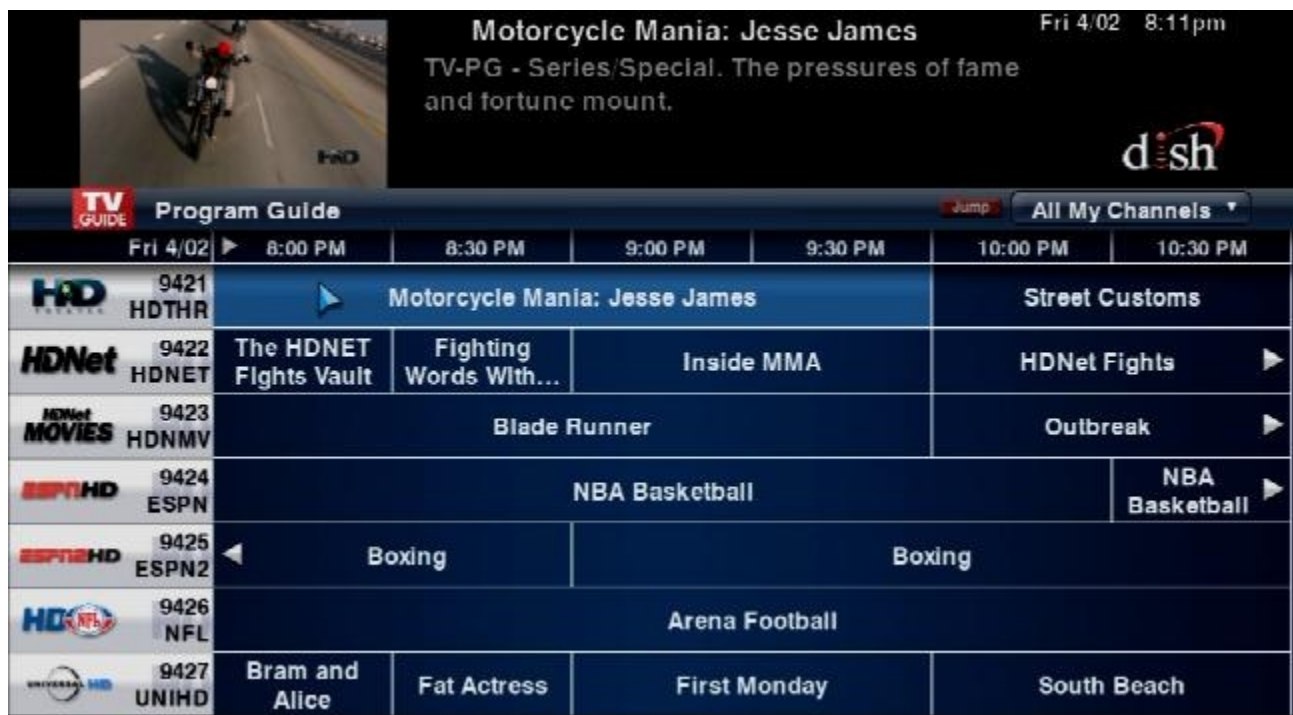 Motorcycle Mania: Jesse James
Fri 4/02 8:11pm
TV-PG - Series/Special. The pressures of fame
and fortune mount.
HD
dish
TV
GUIDE
Program Guide
Jump
All My Channels
Fri 4/02 8:00 PM 8:30 PM 9:00 PM 9:30 PM 10:00 PM 10:30 PM
HD
THEATER
9421
HDTHR
Motorcycle Mania: Jesse James
Street Customs
HDNet
9422
HDNET
The HDNET
Fights Vault
Fighting
Words With...
Inside MMA
HDNet Fights
HDNet
MOVIES
9423
HDNMV
Blade Runner
Outbreak
ESPNHD
9424
ESPN
NBA Basketball
NBA
Basketball
ESPN2HD
9425
ESPN2
Boxing
Boxing
HD NFL
9426
NFL
Arena Football
UNIVERSAL HD
9427
UNIHD
Bram and
Alice
Fat Actress
First Monday
South Beach